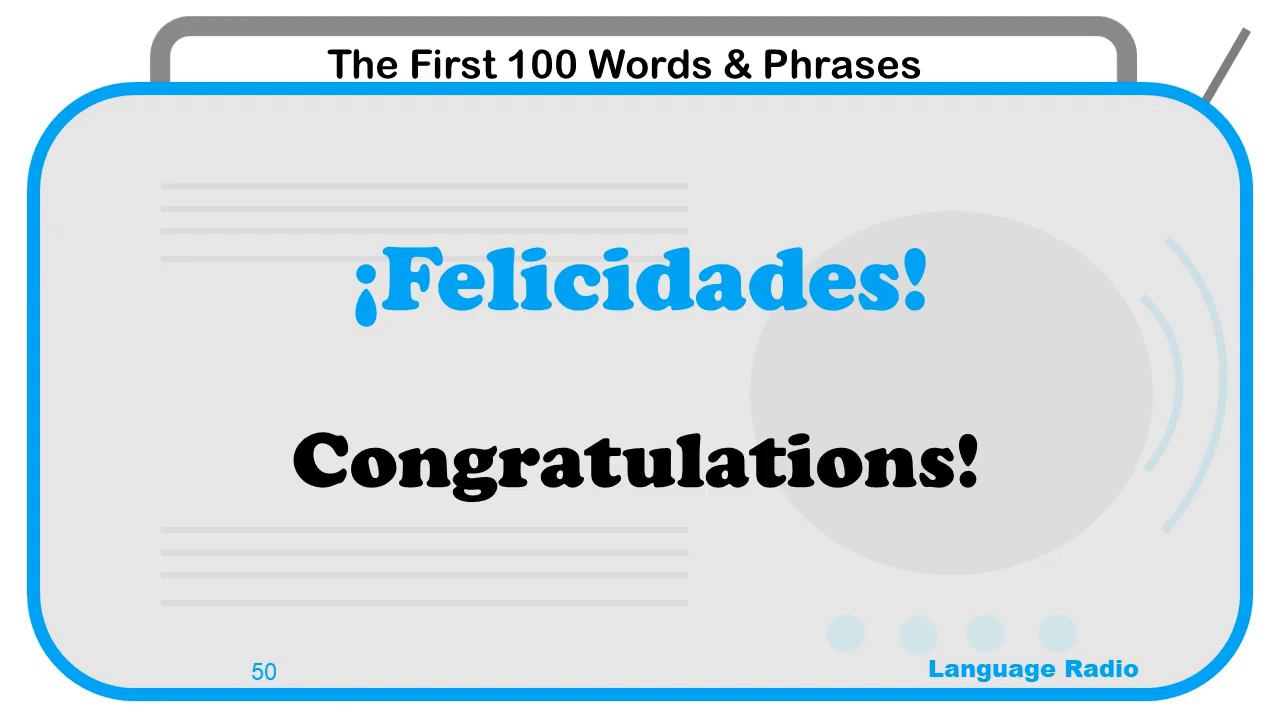 The First 100 Words & Phrases
¡Felicidades!
Congratulations!
50
Language Radio